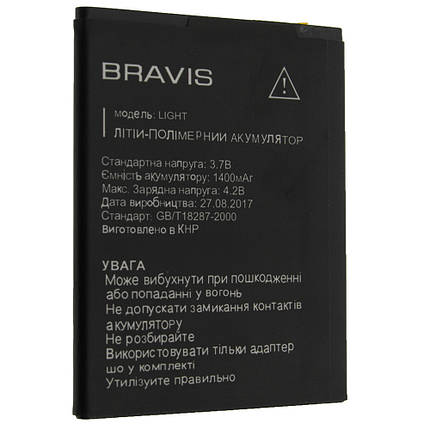 BRAVIS
МОДЕЛЬ: LIGHT
ЛІТІЙ-ПОЛІМЕРНИЙ АКУМУЛЯТОР
Стандартна напруга: 3.7В
Ємність акумулятору: 1400мАг
Макс. Зарядна напруга: 4.2В
Дата виробництва: 27.08.2017
Стандарт: GB/T18287-2000
Виготовлено в КНР
УВАГА
Може вибухнути при пошкодженні
або попаданні у вогонь
Не допускати замикання контактів
акумулятору
Не розбирайте
Використовувати тільки адаптер
шо у комплекті
Утилізуйте правильно